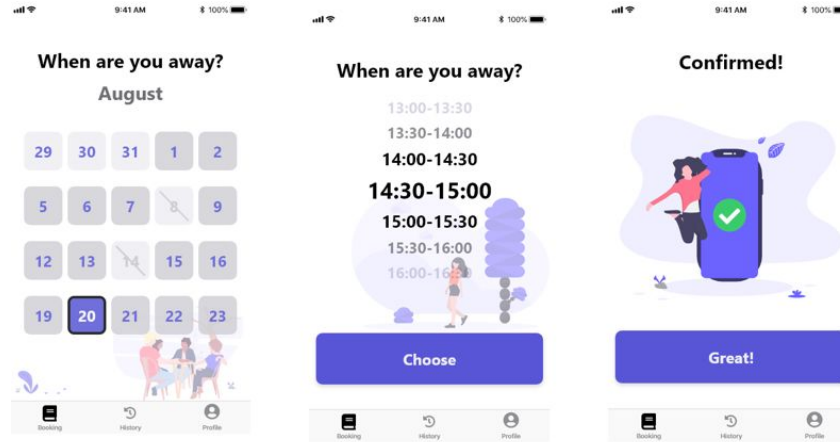 9:41 AM 100%
When are you away?
August
29 30 31 1 2
5 6 7 8 9
12 13 14 15 16
19 20 21 22 23
Booking History Profile
9:41 AM 100%
When are you away?
13:00-13:30
13:30-14:00
14:00-14:30
14:30-15:00
15:00-15:30
15:30-16:00
Choose
Booking History Profile
9:41 AM 100%
Confirmed!
Great!
Booking History Profile